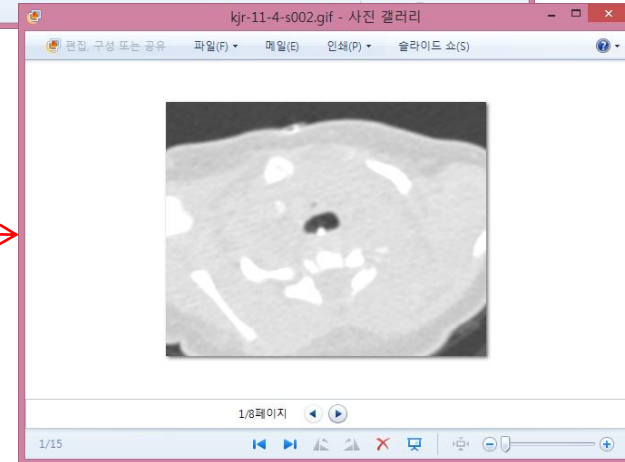 kjr-11-4-s002.gif - 사진 갤러리
편집, 구성 또는 공유 파일(F) 메일(E) 인쇄(P) 슬라이드 쇼(S)
1/8페이지
1/15